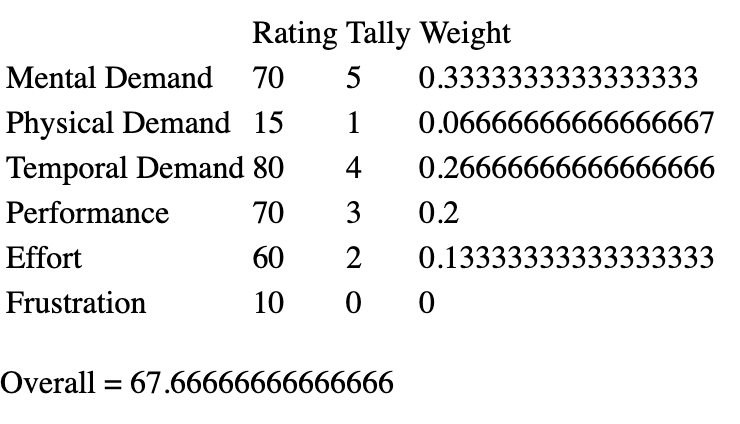 Rating Tally Weight
Mental Demand 70 5 0.3333333333333333
Physical Demand 15 1 0.06666666666666667
Temporal Demand 80 4 0.26666666666666666
Performance 70 3 0.2
Effort 60 2 0.13333333333333333
Frustration 10 0 0
Overall = 67.66666666666666